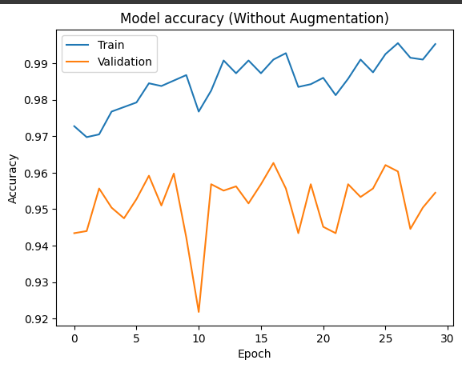 Model accuracy (Without Augmentation)
Train
Validation
0.99
0.98
0.97
0.96
0.95
0.94
0.93
0.92
Accuracy
0 5 10 15 20 25 30
Epoch